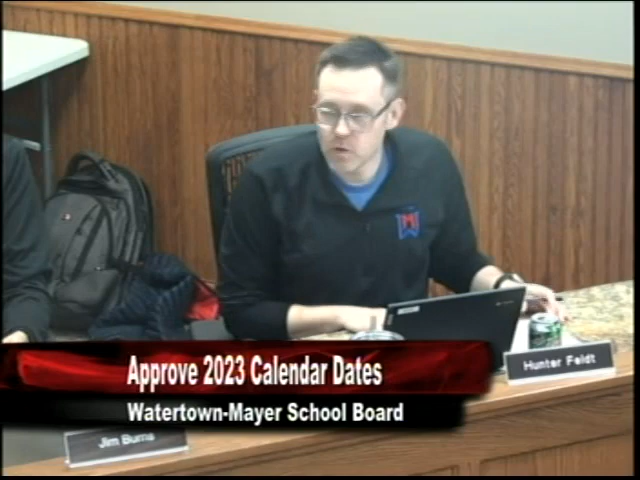 Hunter Feldt
Approve 2023 Calendar Dates
Watertown-Mayer School Board
Jim Burns